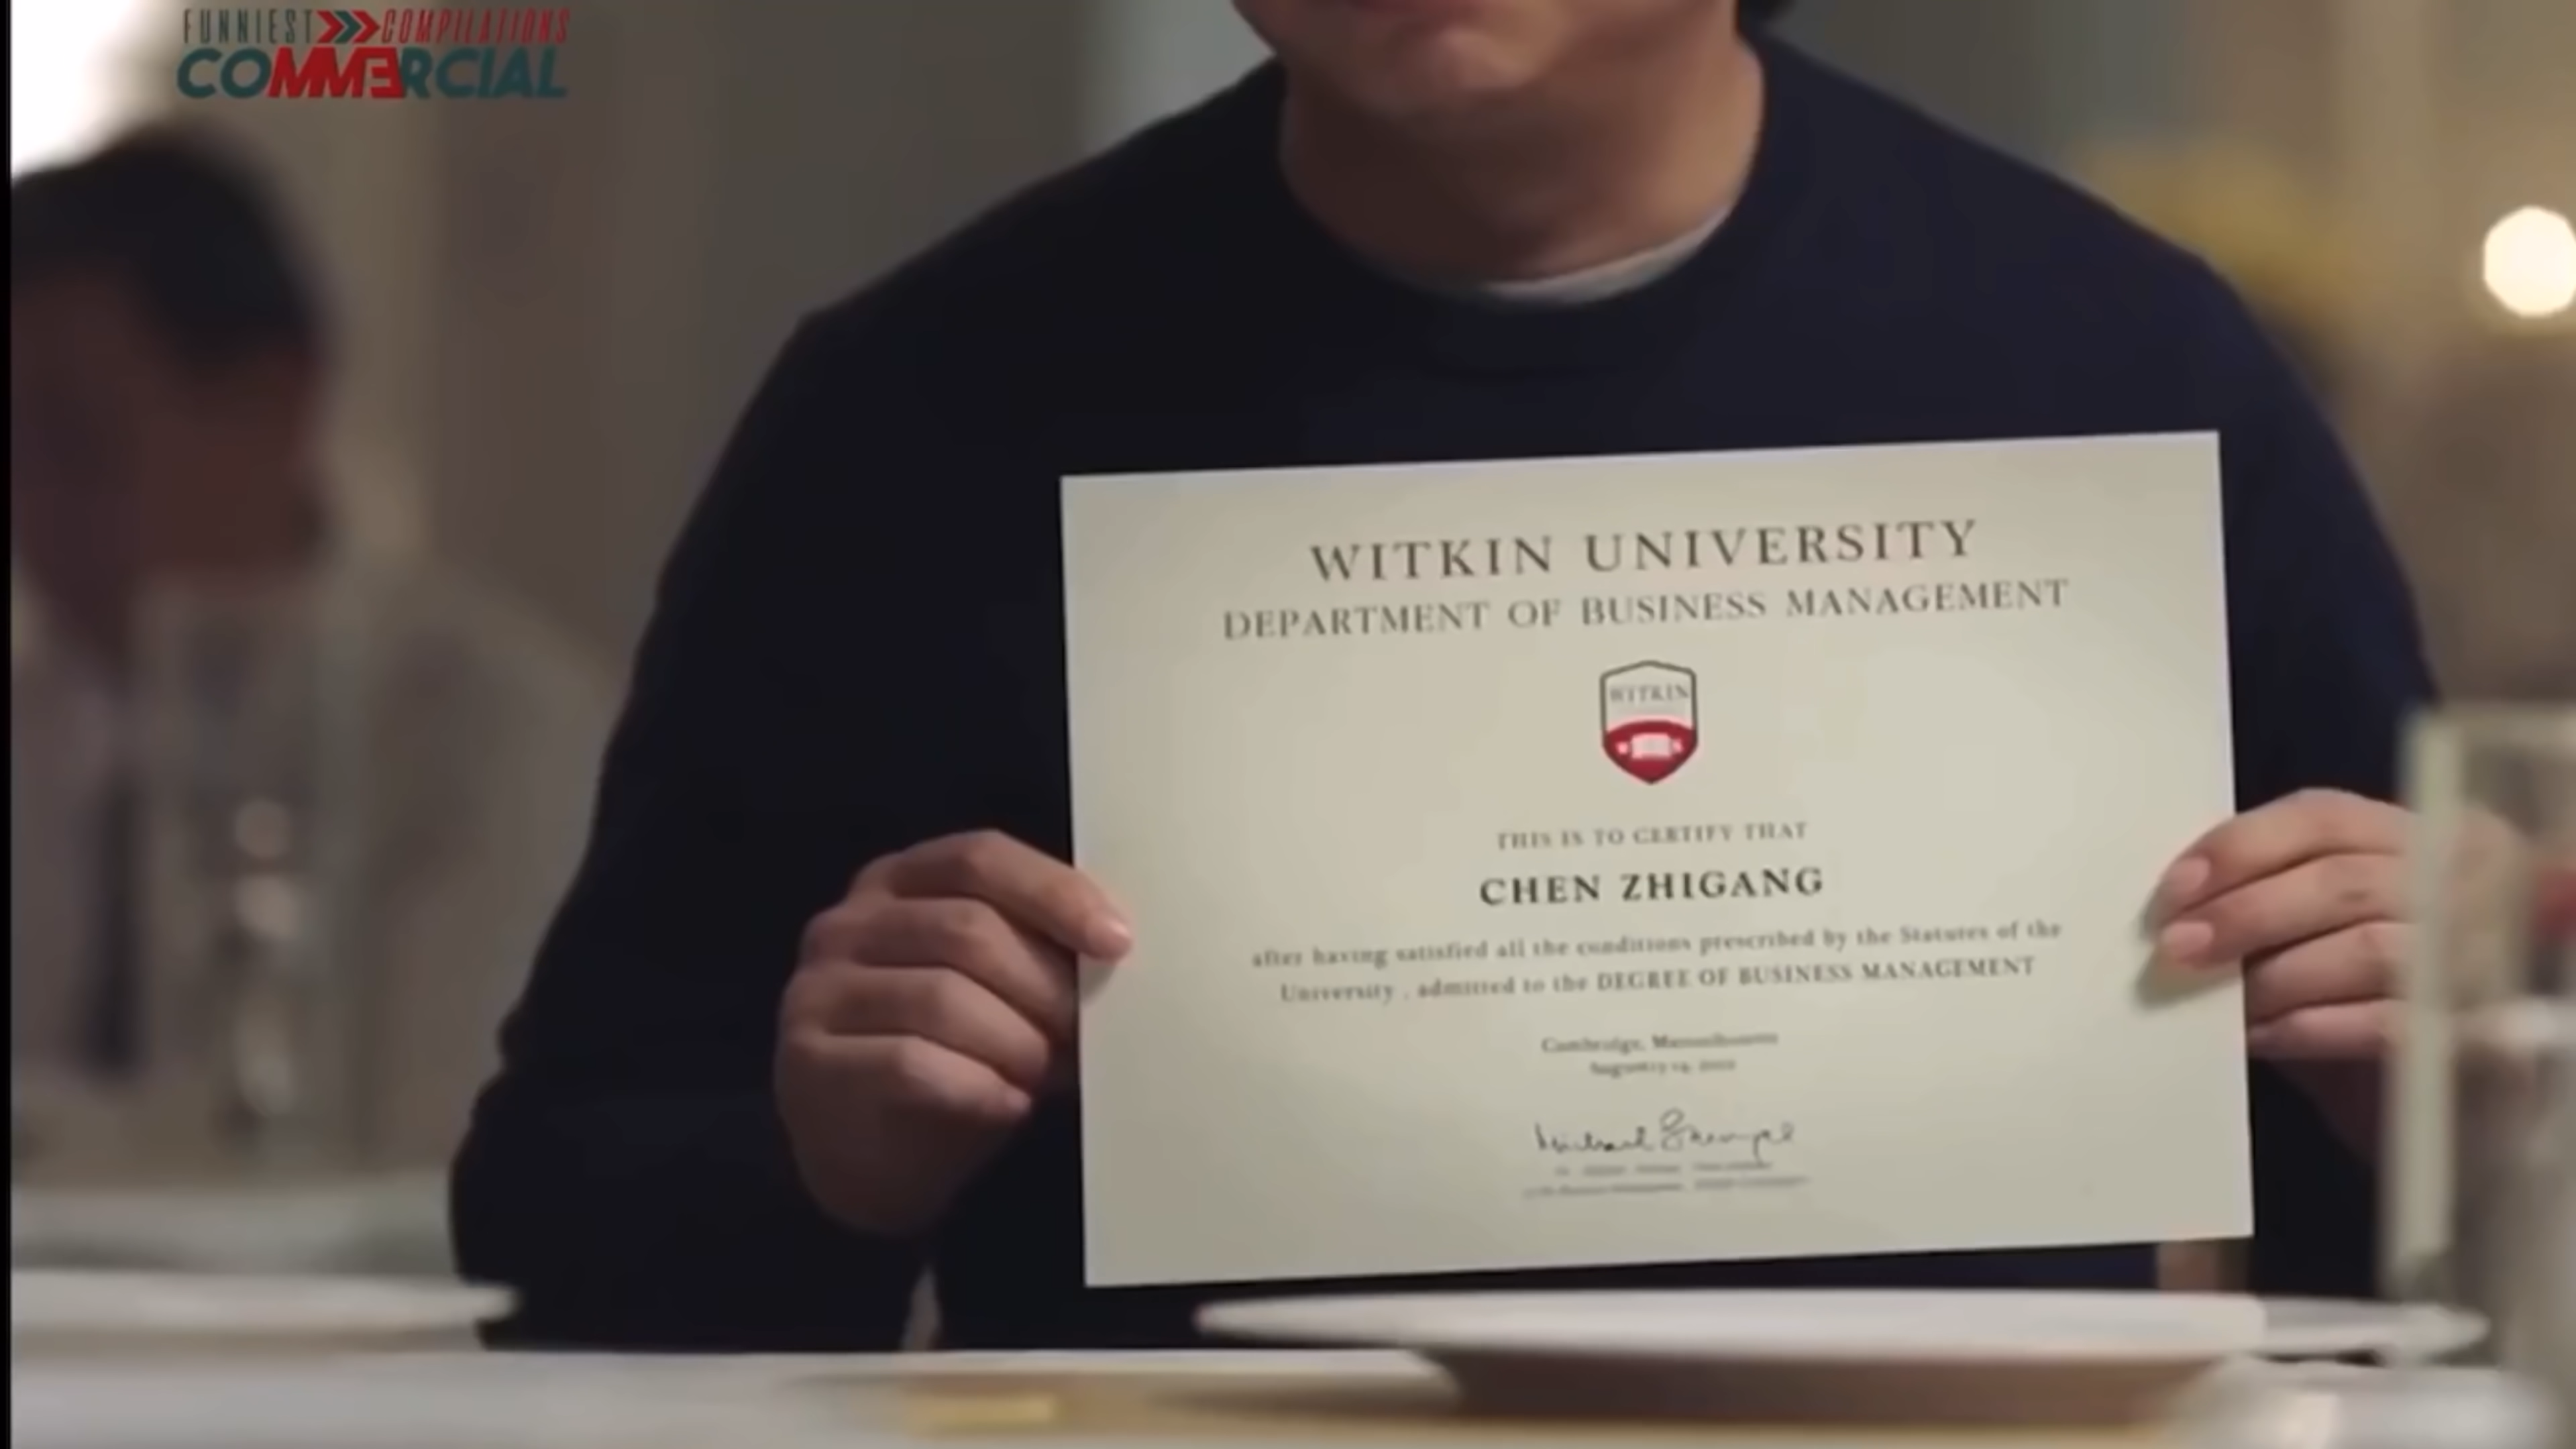 FUNNIEST COMPILATIONS
COMMERCIAL
WITKIN UNIVERSITY
DEPARTMENT OF BUSINESS MANAGEMENT
WITKIN
THIS IS TO CERTIFY THAT
CHEN ZHIGANG
after having satisfied all the conditions prescribed by the Statutes of the
University , admitted to the DEGREE OF BUSINESS MANAGEMENT
Cambridge, Massachusetts